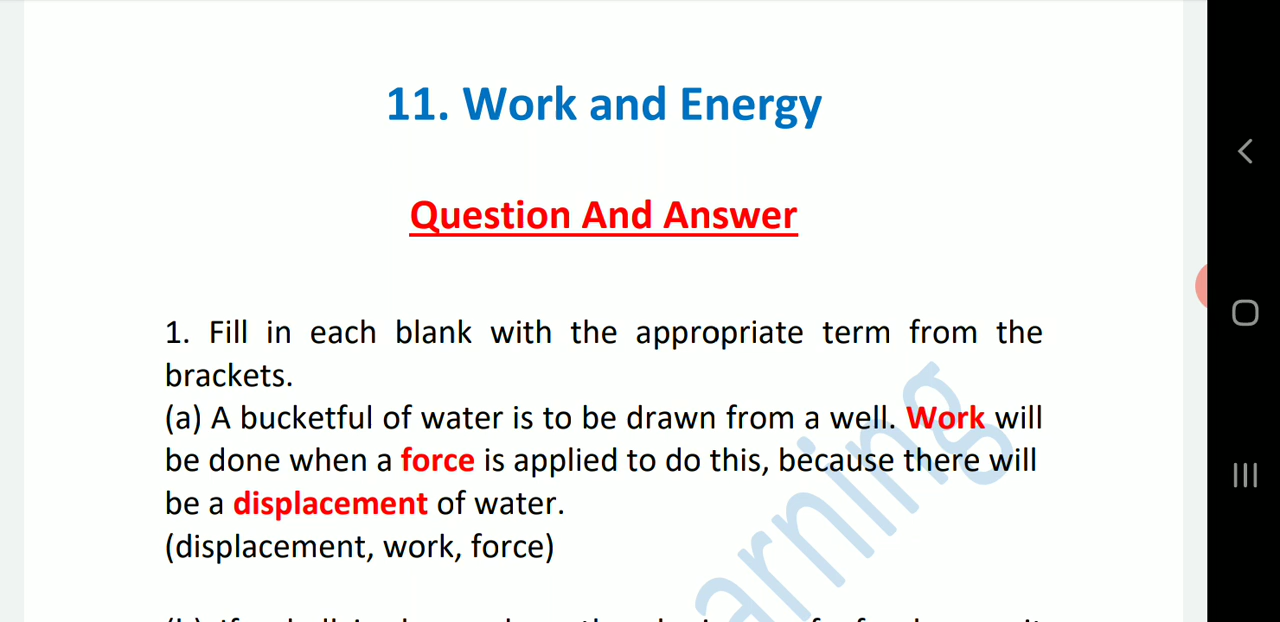 11. Work and Energy
Question And Answer
1. Fill in each blank with the appropriate term from the
brackets.
(a) A bucketful of water is to be drawn from a well. Work will
be done when a force is applied to do this, because there will
be a displacement of water.
(displacement, work, force)
arning